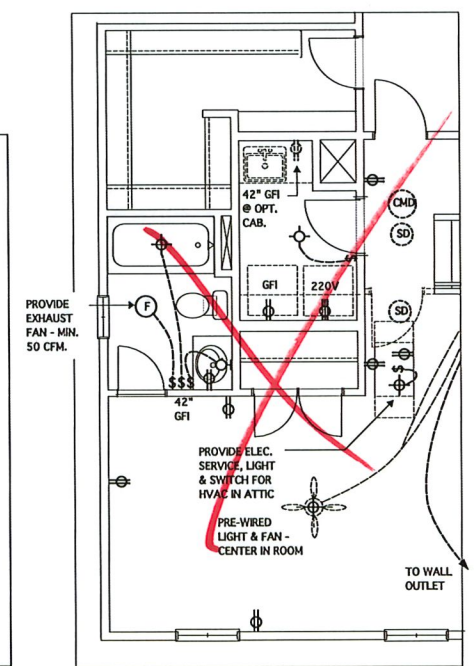 42" GFI
@ OPT.
CAB.
CMD
SD
GFI
220V
S
PROVIDE
EXHAUST
FAN - MIN.
50 CFM.
F
SD
S
$$$
42"
GFI
PROVIDE ELEC.
SERVICE, LIGHT
& SWITCH FOR
HVAC IN ATTIC
PRE-WIRED
LIGHT & FAN -
CENTER IN ROOM
TO WALL
OUTLET